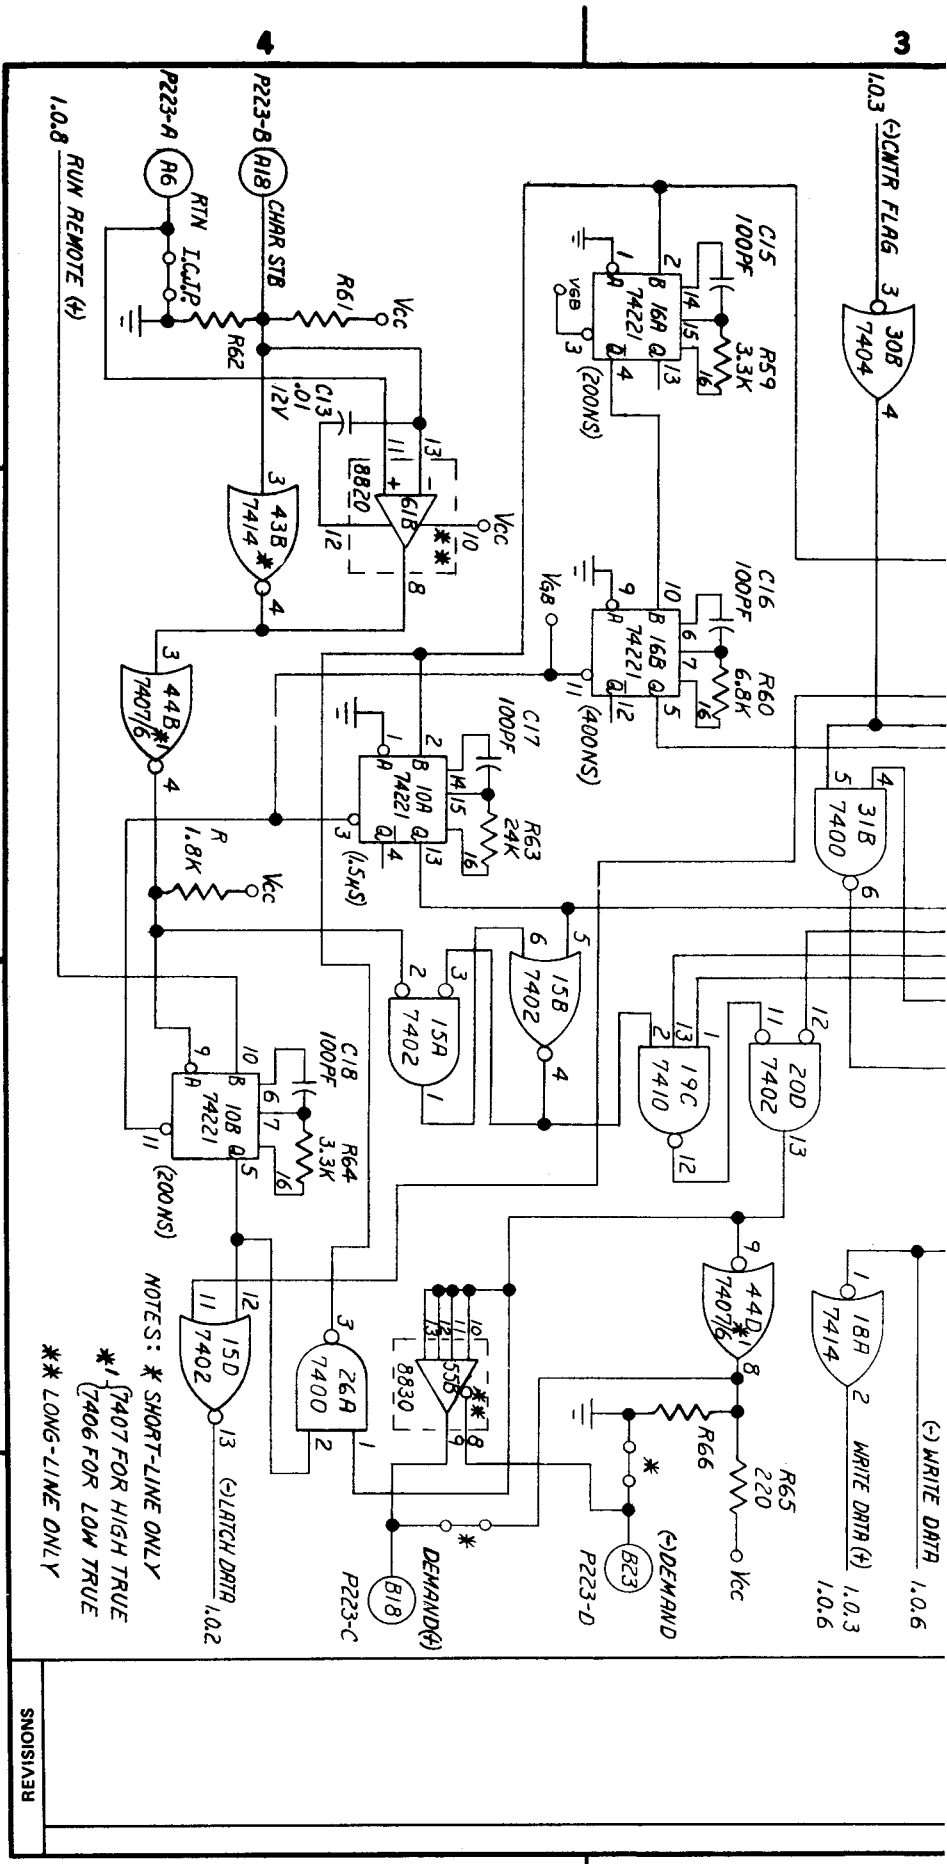 4
3
P223-A
A6
RTN
I.C.J.P.
P223-B
A18
CHAR STB
1.0.8 RUN REMOTE (+)
R61
Vcc
R62
C13
.01
12V
11
13
+
-
61B
8820
**
12
10
Vcc
8
3
43B
7414
*
4
3
44B
*1
7407/6
4
R
1.8K
Vcc
1.0.3 (-)CNTR FLAG
3
30B
7404
4
C15
100PF
R59
3.3K
1
2
14
15
16
A
B
16A
74221
Q
Q
VGB
3
4
13
(200NS)
C16
100PF
R60
6.8K
9
10
6
7
16
A
B
16B
74221
Q
Q
VGB
11
12
5
(400NS)
C17
100PF
R63
24K
1
2
14
15
16
A
B
10A
74221
Q
Q
3
4
13
(1.5µS)
5
4
31B
7400
6
2
3
15A
7402
1
6
5
15B
7402
4
2
13
1
19C
7410
12
11
12
20D
7402
13
C18
100PF
R64
3.3K
9
10
6
7
16
A
B
10B
74221
Q
11
5
(200NS)
11
12
15D
7402
13
(-)LATCH DATA
1.0.2
3
26A
7400
2
1
13
12
11
10
55B
**
8830
9
8
9
44D
*1
7407/6
8
R66
R65
220
Vcc
*
*
1
18A
7414
2
WRITE DATA (+)
1.0.3
1.0.6
(-) WRITE DATA
1.0.6
(-)DEMAND
B23
P223-D
DEMAND(+)
B18
P223-C
NOTES: * SHORT-LINE ONLY
*1 {7407 FOR HIGH TRUE
{7406 FOR LOW TRUE
** LONG-LINE ONLY
REVISIONS